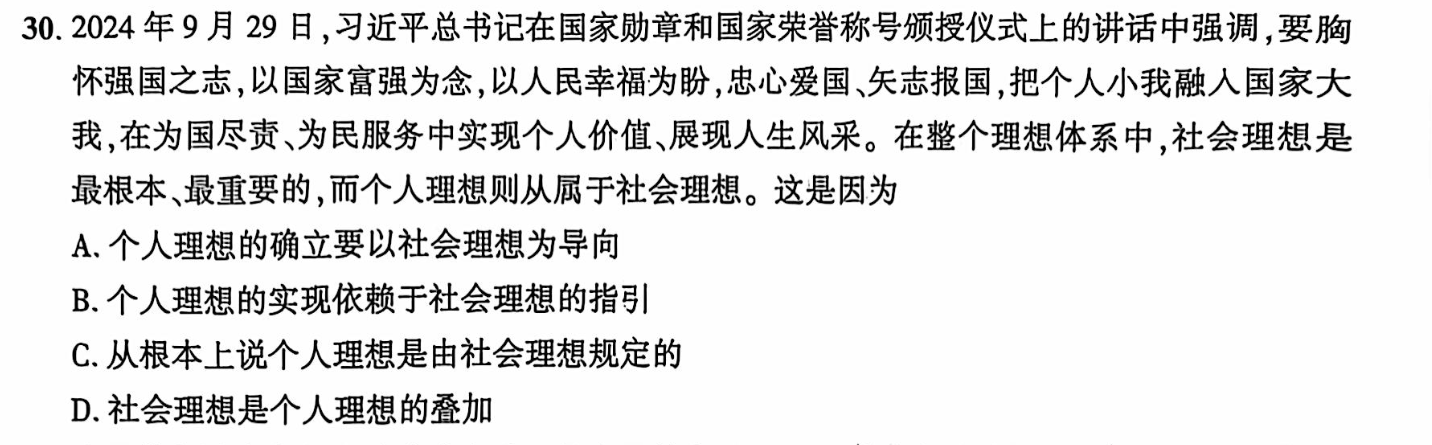 30. 2024 年 9 月 29 日,习近平总书记在国家勋章和国家荣誉称号颁授仪式上的讲话中强调,要胸
怀强国之志,以国家富强为念,以人民幸福为盼,忠心爱国、矢志报国,把个人小我融入国家大
我,在为国尽责、为民服务中实现个人价值、展现人生风采。在整个理想体系中,社会理想是
最根本、最重要的,而个人理想则从属于社会理想。这是因为
A. 个人理想的确立要以社会理想为导向
B. 个人理想的实现依赖于社会理想的指引
C. 从根本上说个人理想是由社会理想规定的
D. 社会理想是个人理想的叠加